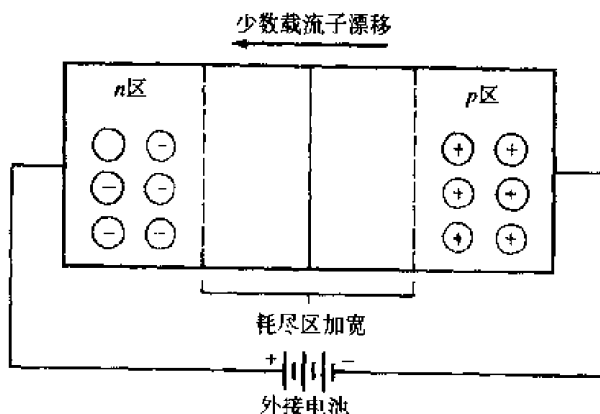 少数载流子漂移
n区
p区
- 
- -
- -
+ +
+ +
+ +
耗尽区加宽
+ -
外接电池